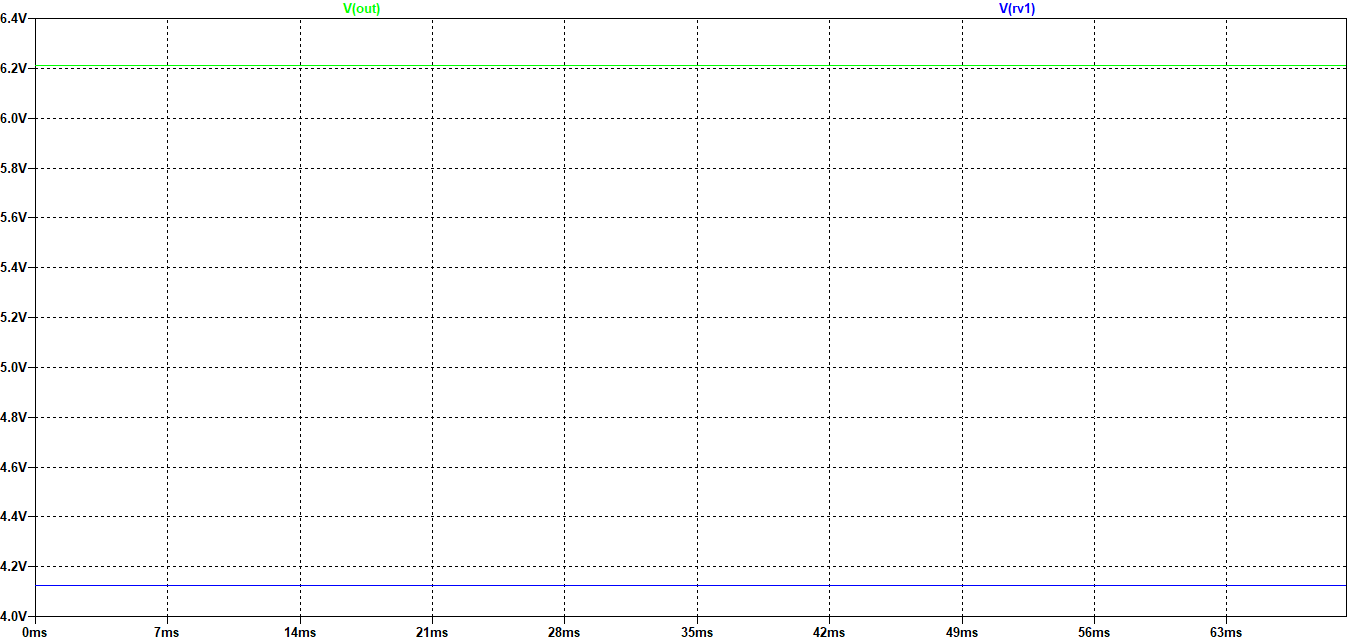 V(out) V(rv1)
6.4V
6.2V
6.0V
5.8V
5.6V
5.4V
5.2V
5.0V
4.8V
4.6V
4.4V
4.2V
4.0V
0ms 7ms 14ms 21ms 28ms 35ms 42ms 49ms 56ms 63ms